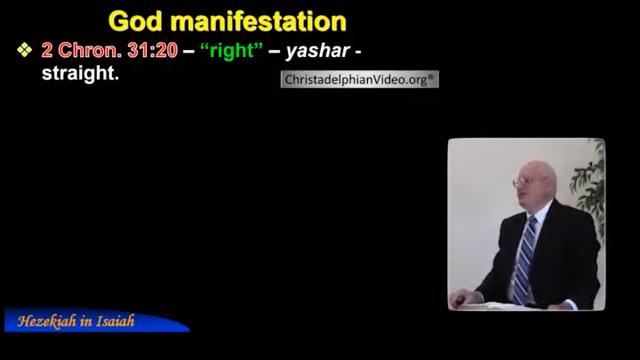 God manifestation
❖ 2 Chron. 31:20 – “right” – yashar -
straight.
ChristadelphianVideo.org®
Hezekiah in Isaiah